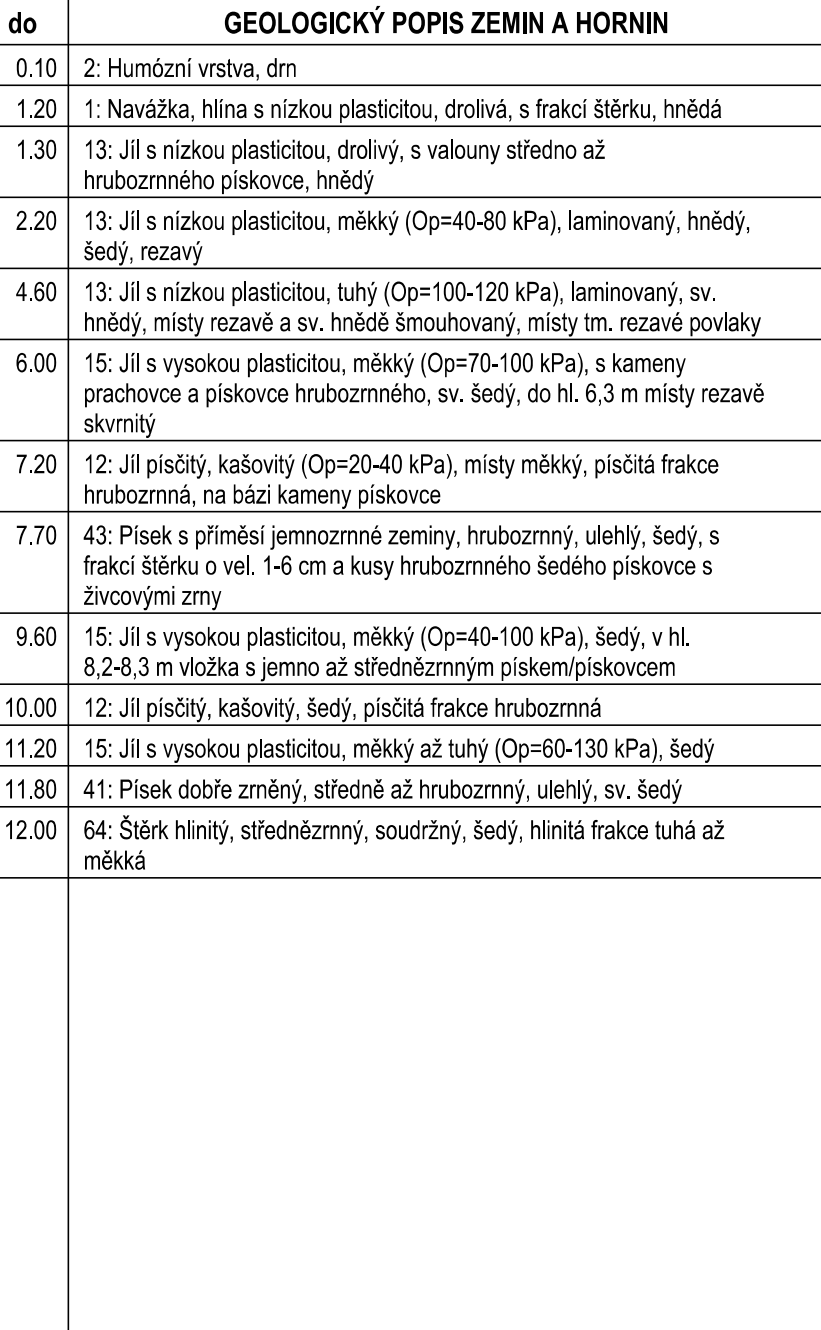 do GEOLOGICKÝ POPIS ZEMIN A HORNIN
0.10 2: Humózní vrstva, drn
1.20 1: Navážka, hlína s nízkou plasticitou, drolivá, s frakcí štěrku, hnědá
1.30 13: Jíl s nízkou plasticitou, drolivý, s valouny středno až
hrubozrnného pískovce, hnědý
2.20 13: Jíl s nízkou plasticitou, měkký (Op=40-80 kPa), laminovaný, hnědý,
šedý, rezavý
4.60 13: Jíl s nízkou plasticitou, tuhý (Op=100-120 kPa), laminovaný, sv.
hnědý, místy rezavě a sv. hnědě šmouhovaný, místy tm. rezavé povlaky
6.00 15: Jíl s vysokou plasticitou, měkký (Op=70-100 kPa), s kameny
prachovce a pískovce hrubozrnného, sv. šedý, do hl. 6,3 m místy rezavě
skvrnitý
7.20 12: Jíl písčitý, kašovitý (Op=20-40 kPa), místy měkký, písčitá frakce
hrubozrnná, na bázi kameny pískovce
7.70 43: Písek s příměsí jemnozrnné zeminy, hrubozrnný, ulehlý, šedý, s
frakcí štěrku o vel. 1-6 cm a kusy hrubozrnného šedého pískovce s
živcovými zrny
9.60 15: Jíl s vysokou plasticitou, měkký (Op=40-100 kPa), šedý, v hl.
8,2-8,3 m vložka s jemno až střednězrnným pískem/pískovcem
10.00 12: Jíl písčitý, kašovitý, šedý, písčitá frakce hrubozrnná
11.20 15: Jíl s vysokou plasticitou, měkký až tuhý (Op=60-130 kPa), šedý
11.80 41: Písek dobře zrněný, středně až hrubozrnný, ulehlý, sv. šedý
12.00 64: Štěrk hlinitý, střednězrnný, soudržný, šedý, hlinitá frakce tuhá až
měkká